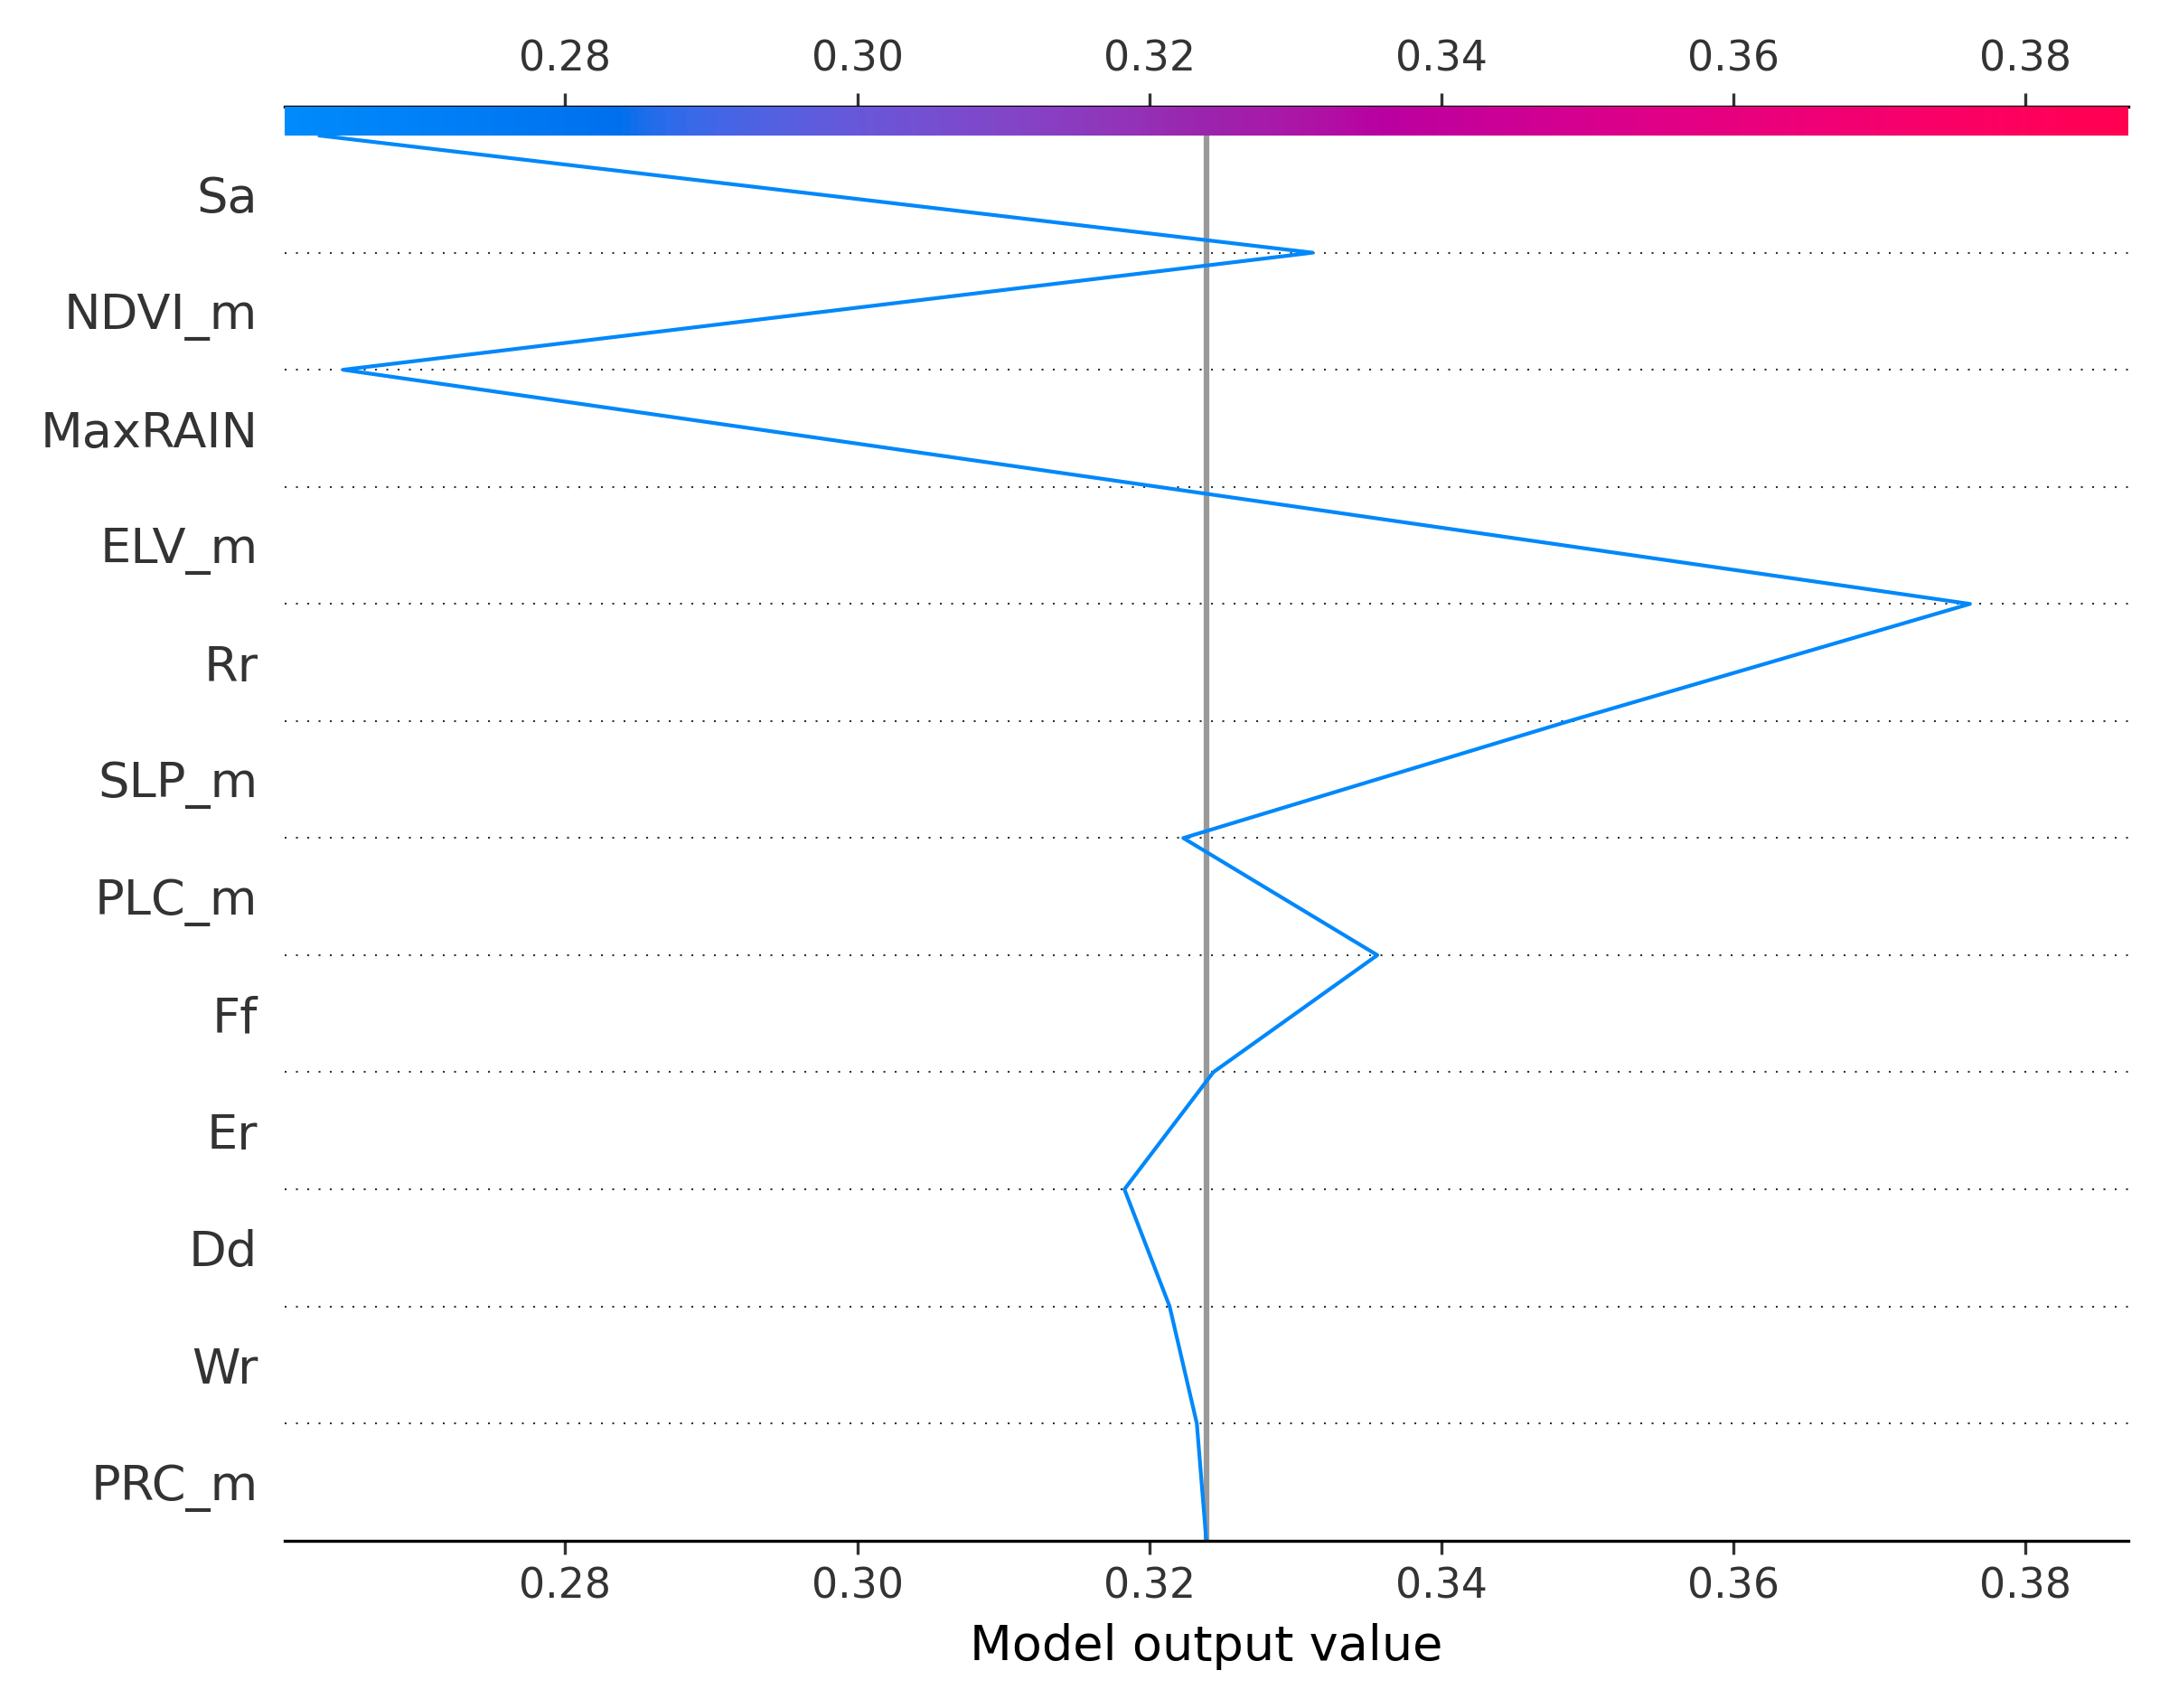 0.28 0.30 0.32 0.34 0.36 0.38
Sa
NDVI_m
MaxRAIN
ELV_m
Rr
SLP_m
PLC_m
Ff
Er
Dd
Wr
PRC_m
0.28 0.30 0.32 0.34 0.36 0.38
Model output value